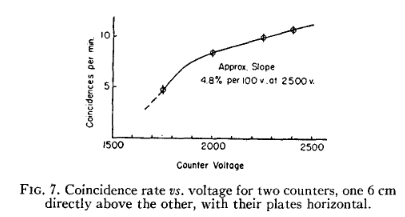 Coincidences per min.
10
5
Approx. Slope
4.8% per 100 v. at 2500 v.
1500
2000
2500
Counter Voltage
FIG. 7. Coincidence rate vs. voltage for two counters, one 6 cm
directly above the other, with their plates horizontal.